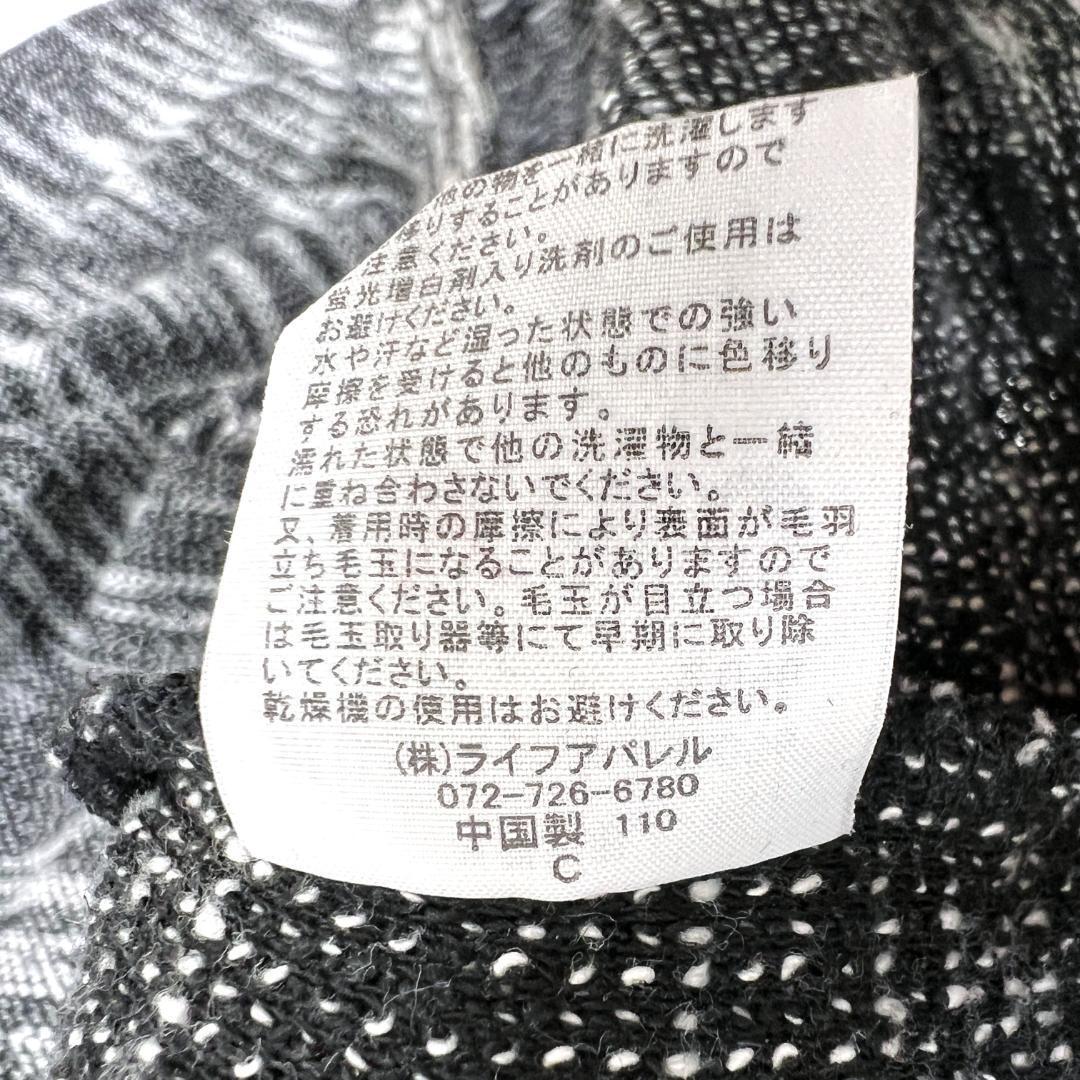 他の物を一緒に洗濯します
移りすることがありますので
ご注意ください。
蛍光増白剤入り洗剤のご使用は
お避けください。
水や汗など湿った状態での強い
摩擦を受けると他のものに色移り
する恐れがあります。
濡れた状態で他の洗濯物と一緒
に重ね合わさないでください。
又、着用時の摩擦により表面が毛羽
立ち毛玉になることがありますので
ご注意ください。毛玉が目立つ場合
は毛玉取り器等にて早期に取り除
いてください。
乾燥機の使用はお避けください。
(株)ライフアパレル
072-726-6780
中国製 110
C